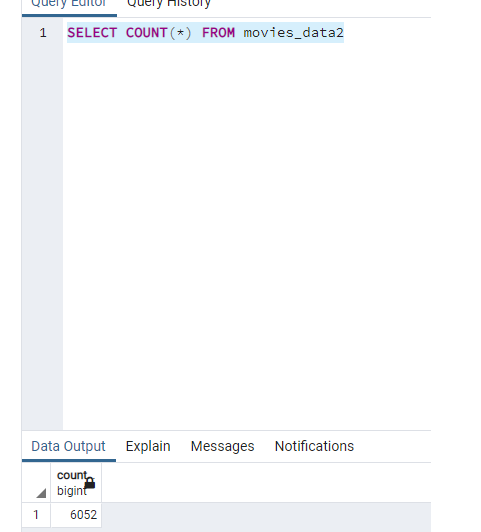 Query Editor Query History
1 SELECT COUNT(*) FROM movies_data2
Data Output Explain Messages Notifications
count
bigint
1 6052